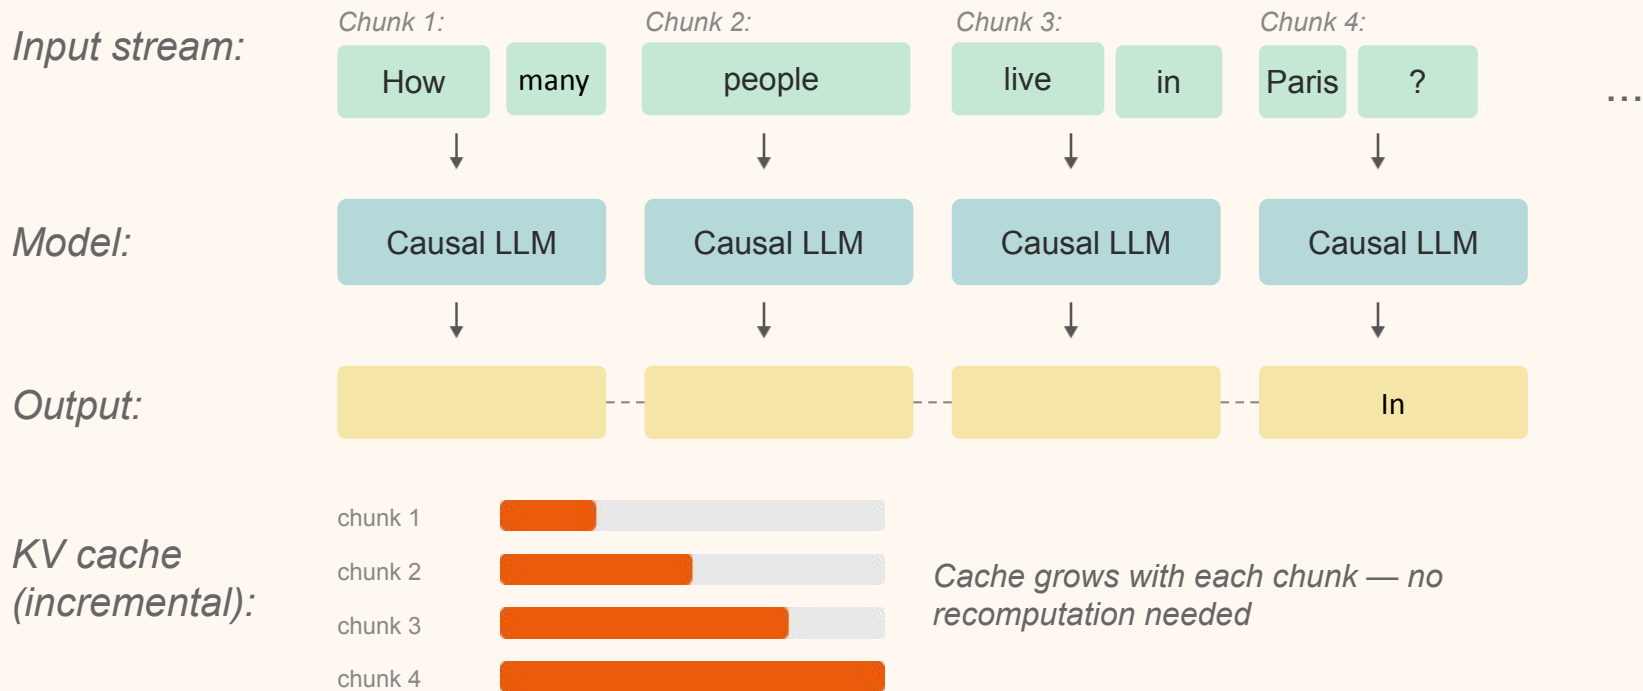 Chunk 1: Chunk 2: Chunk 3: Chunk 4:
Input stream: How many people live in Paris ? ...
Model: Causal LLM Causal LLM Causal LLM Causal LLM
Output: In
KV cache
(incremental):
chunk 1
chunk 2
chunk 3
chunk 4
Cache grows with each chunk — no
recomputation needed